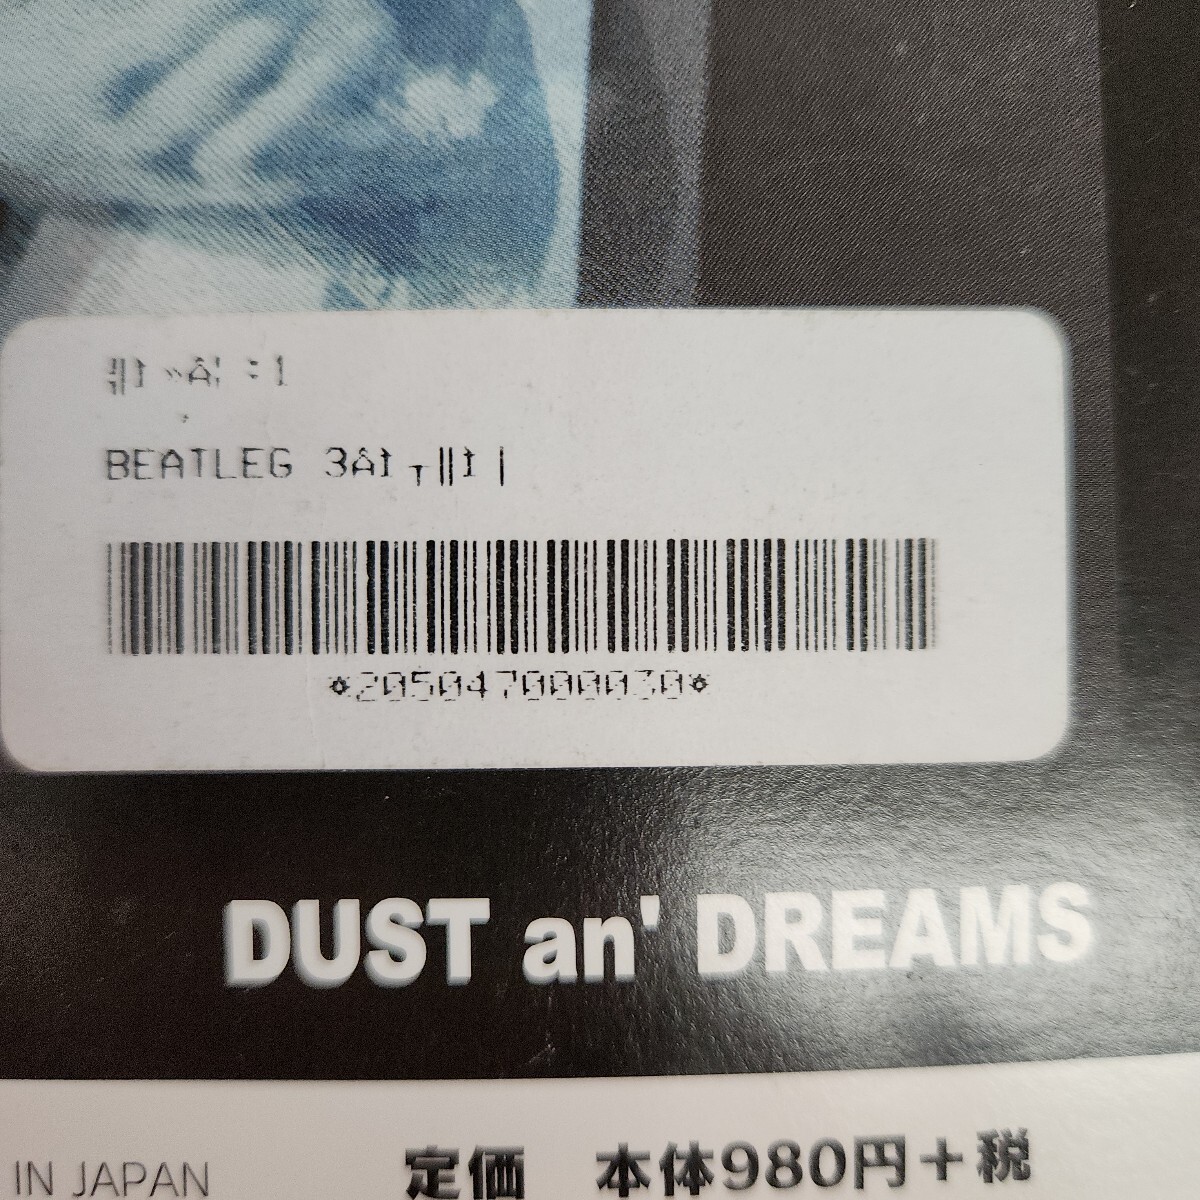 BEATLEG
*205047000030*
DUST an' DREAMS
IN JAPAN
定価 本体980円+税